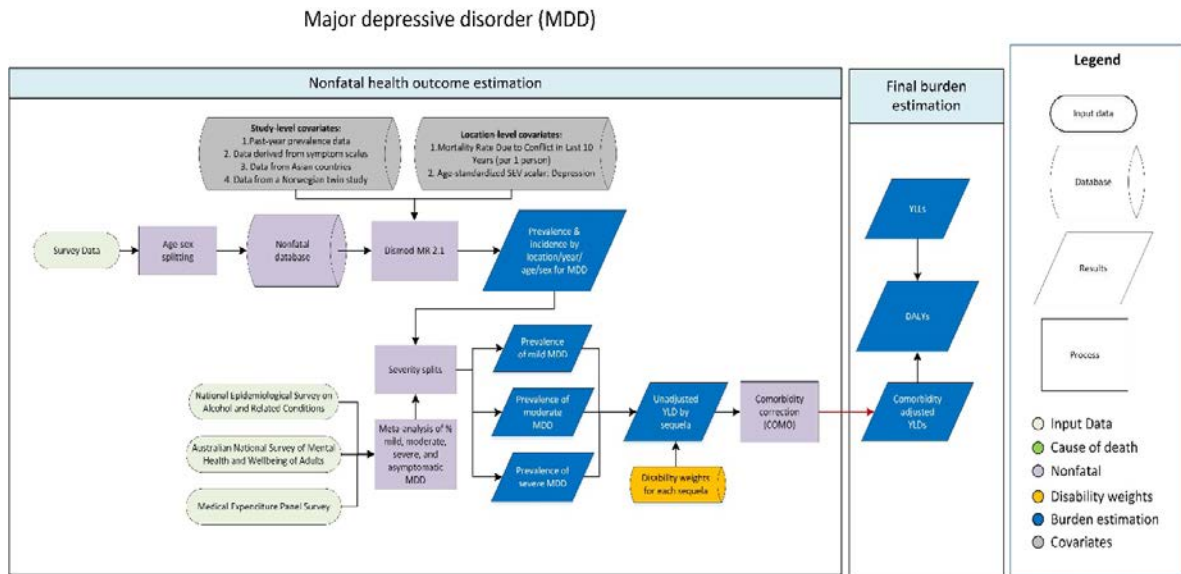 Major depressive disorder (MDD)
Nonfatal health outcome estimation
Study-level covariates:
1.Past-year prevalence data
2. Data derived from symptom scales
3. Data from Asian countries
4. Data from a Norwegian twin study
Location-level covariates:
1.Mortality Rate Due to Conflict in Last 10
Years (per 1 person)
2. Age-standardized SEV scalar: Depression
Survey Data
Age-sex
splitting
Nonfatal
database
Dismod MR 2.1
Prevalence &
incidence by
location/year/
age/sex for MDD
National Epidemiological Survey on
Alcohol and Related Conditions
Australian National Survey of Mental
Health and Wellbeing of Adults
Medical Expenditure Panel Survey
Severity splits
Meta-analysis of %
mild, moderate,
severe, and
asymptomatic
MDD
Prevalence
of mild MDD
Prevalence of
moderate
MDD
Prevalence of
severe MDD
Unadjusted
YLD by
sequela
Disability weights
for each sequela
Comorbidity
correction
(COMO)
Final burden
estimation
YLLs
DALYs
Comorbidity
adjusted
YLDs
Legend
Input data
Database
Results
Process
Input Data
Cause of death
Nonfatal
Disability weights
Burden estimation
Covariates